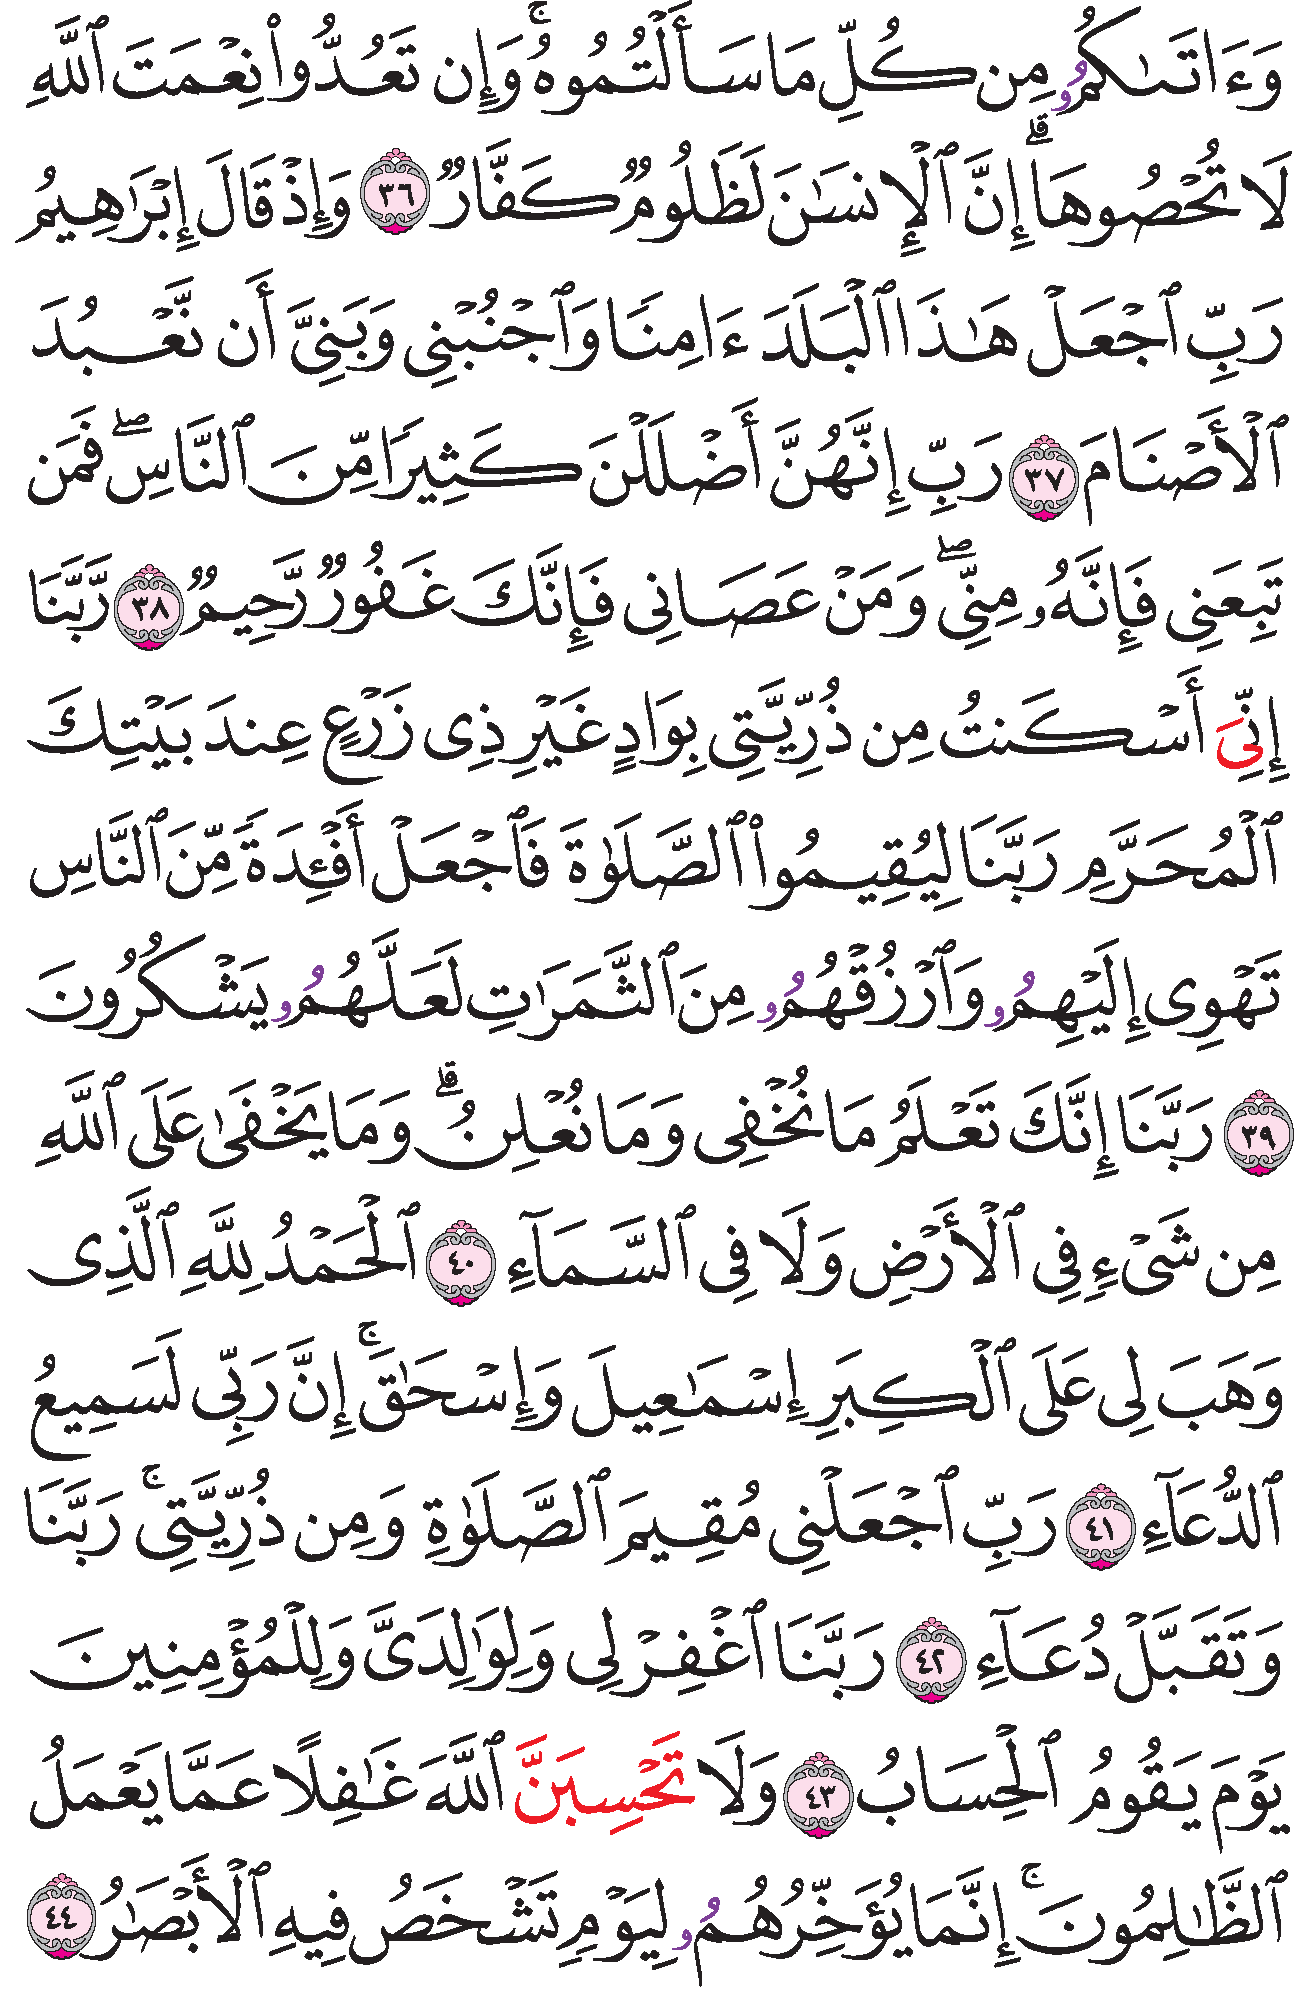 وَءَاتَىٰكُمُۥ مِن كُلِّ مَا سَأَلْتُمُوهُ ۚ وَإِن تَعُدُّوا۟ نِعْمَتَ ٱللَّهِ
لَا تُحْصُوهَا ۗ إِنَّ ٱلْإِنسَٰنَ لَظَلُومٌ كَفَّارٌ ٣٦ وَإِذْ قَالَ إِبْرَٰهِيمُ
رَبِّ ٱجْعَلْ هَٰذَا ٱلْبَلَدَ ءَامِنًا وَٱجْنُبْنِى وَبَنِىَّ أَن نَّعْبُدَ
ٱلْأَصْنَامَ ٣٧ رَبِّ إِنَّهُنَّ أَضْلَلْنَ كَثِيرًا مِّنَ ٱلنَّاسِ ۖ فَمَن
تَبِعَنِى فَإِنَّهُۥ مِنِّى ۖ وَمَنْ عَصَانِى فَإِنَّكَ غَفُورٌ رَّحِيمٌ ٣٨ رَّبَّنَا
إِنِّىَ أَسْكَنتُ مِن ذُرِّيَّتِى بِوَادٍ غَيْرِ ذِى زَرْعٍ عِندَ بَيْتِكَ
ٱلْمُحَرَّمِ رَبَّنَا لِيُقِيمُوا۟ ٱلصَّلَوٰةَ فَٱجْعَلْ أَفْـِٔدَةً مِّنَ ٱلنَّاسِ
تَهْوِى إِلَيْهِمُۥ وَٱرْزُقْهُمُۥ مِنَ ٱلثَّمَرَٰتِ لَعَلَّهُمُۥ يَشْكُرُونَ
٣٩ رَبَّنَا إِنَّكَ تَعْلَمُ مَا نُخْفِى وَمَا نُعْلِنُ ۗ وَمَا يَخْفَىٰ عَلَى ٱللَّهِ
مِن شَىْءٍ فِى ٱلْأَرْضِ وَلَا فِى ٱلسَّمَآءِ ٤٠ ٱلْحَمْدُ لِلَّهِ ٱلَّذِى
وَهَبَ لِى عَلَى ٱلْكِبَرِ إِسْمَٰعِيلَ وَإِسْحَٰقَ ۚ إِنَّ رَبِّى لَسَمِيعُ
ٱلدُّعَآءِ ٤١ رَبِّ ٱجْعَلْنِى مُقِيمَ ٱلصَّلَوٰةِ وَمِن ذُرِّيَّتِى ۚ رَبَّنَا
وَتَقَبَّلْ دُعَآءِ ٤٢ رَبَّنَا ٱغْفِرْ لِى وَلِوَٰلِدَىَّ وَلِلْمُؤْمِنِينَ
يَوْمَ يَقُومُ ٱلْحِسَابُ ٤٣ وَلَا تَحْسِبَنَّ ٱللَّهَ غَٰفِلًا عَمَّا يَعْمَلُ
ٱلظَّٰلِمُونَ ۚ إِنَّمَا يُؤَخِّرُهُمُۥ لِيَوْمٍ تَشْخَصُ فِيهِ ٱلْأَبْصَٰرُ ٤٤